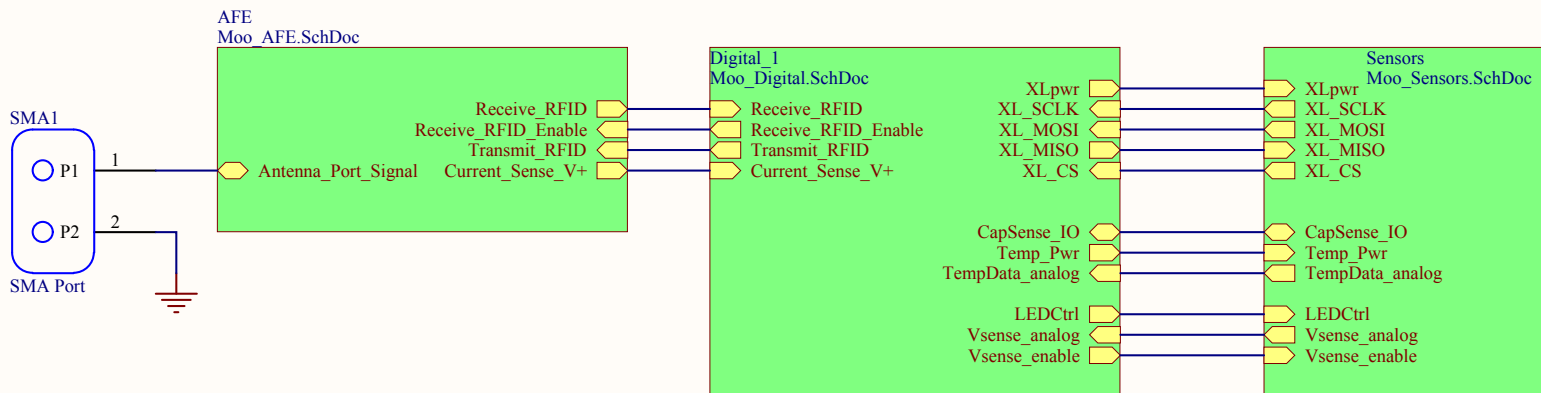 AFE
Moo_AFE.SchDoc
SMA1
P1
1
P2
2
SMA Port
Antenna_Port_Signal
Receive_RFID
Receive_RFID_Enable
Transmit_RFID
Current_Sense_V+
Digital_1
Moo_Digital.SchDoc
Receive_RFID
Receive_RFID_Enable
Transmit_RFID
Current_Sense_V+
XLpwr
XL_SCLK
XL_MOSI
XL_MISO
XL_CS
CapSense_IO
Temp_Pwr
TempData_analog
LEDCtrl
Vsense_analog
Vsense_enable
Sensors
Moo_Sensors.SchDoc
XLpwr
XL_SCLK
XL_MOSI
XL_MISO
XL_CS
CapSense_IO
Temp_Pwr
TempData_analog
LEDCtrl
Vsense_analog
Vsense_enable